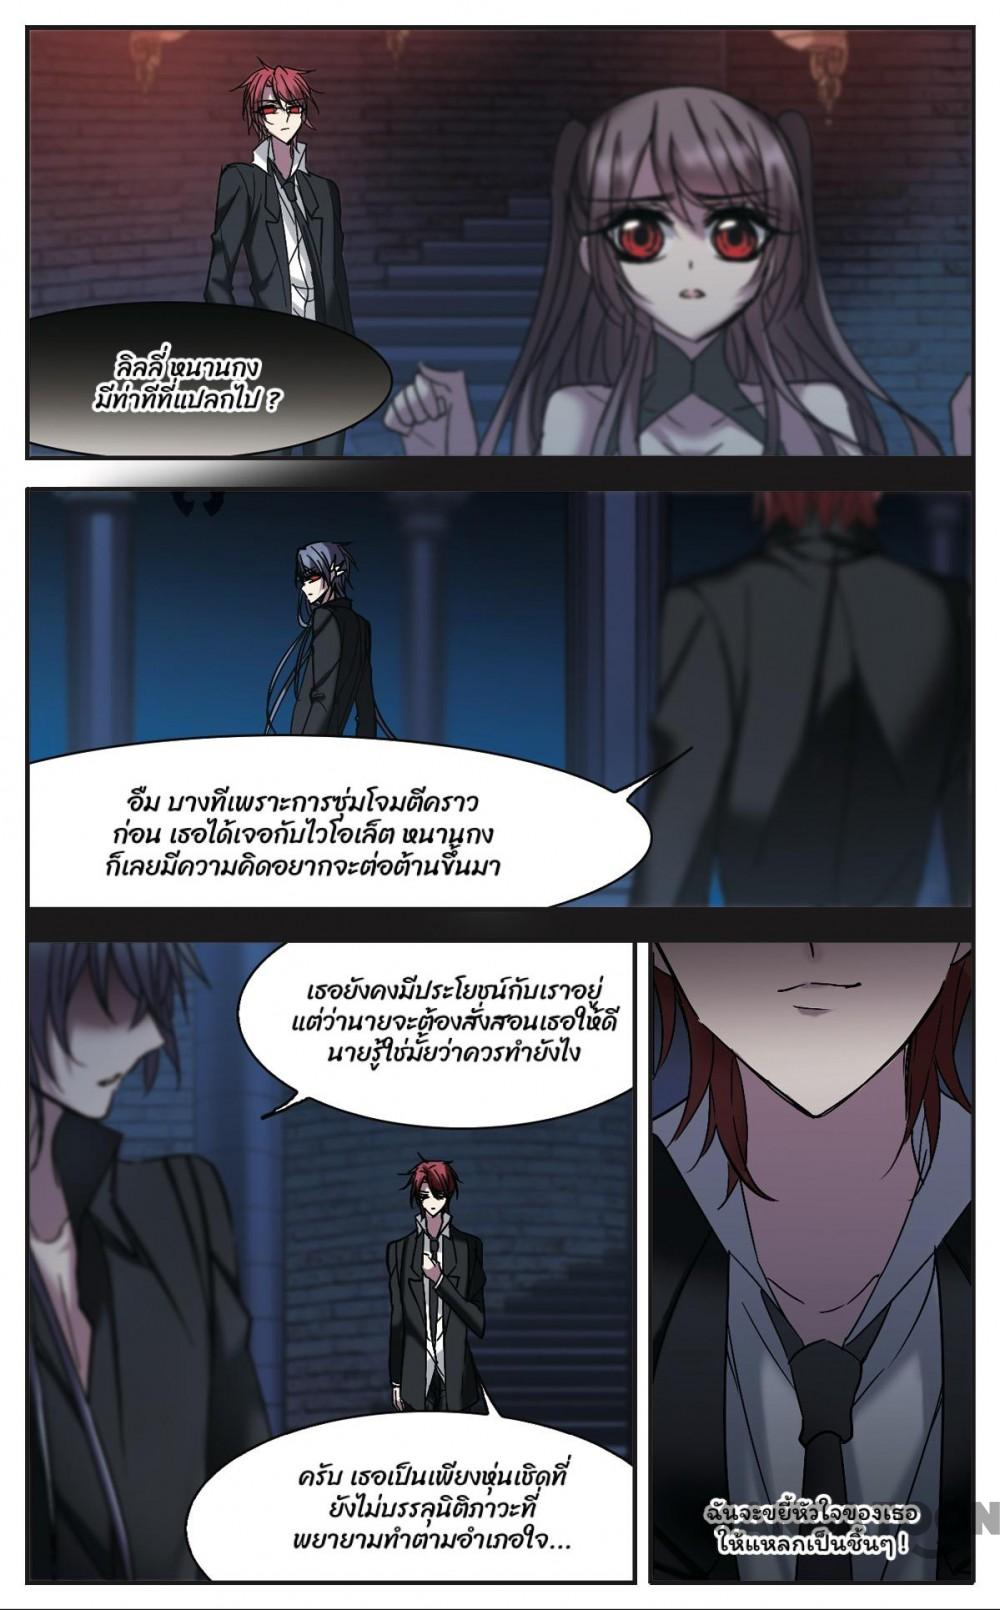 ลิลลี่ หนานกง
มีท่าทีที่แปลกไป ?
อืม บางทีเพราะการซุ่มโจมตีคราว
ก่อน เธอได้เจอกับไวโอเล็ต หนานกง
ก็เลยมีความคิดอยากจะต่อต้านขึ้นมา
เธอยังคงมีประโยชน์กับเราอยู่
แต่ว่านายจะต้องสั่งสอนเธอให้ดี
นายรู้ใช่มั้ยว่าควรทำยังไง
ครับ เธอเป็นเพียงหุ่นเชิดที่
ยังไม่บรรลุนิติภาวะที่
พยายามทำตามอำเภอใจ...
ฉันจะขยี้หัวใจของเธอ
ให้แหลกเป็นชิ้นๆ !